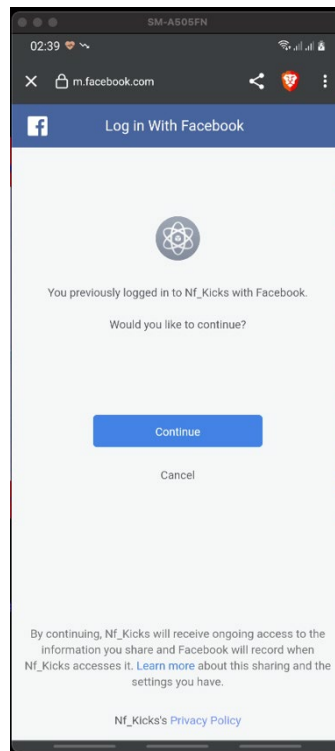 SM-A505FN
02:39
m.facebook.com
f Log in With Facebook
You previously logged in to Nf_Kicks with Facebook.
Would you like to continue?
Continue
Cancel
By continuing, Nf_Kicks will receive ongoing access to the
information you share and Facebook will record when
Nf_Kicks accesses it. Learn more about this sharing and the
settings you have.
Nf_Kicks's Privacy Policy